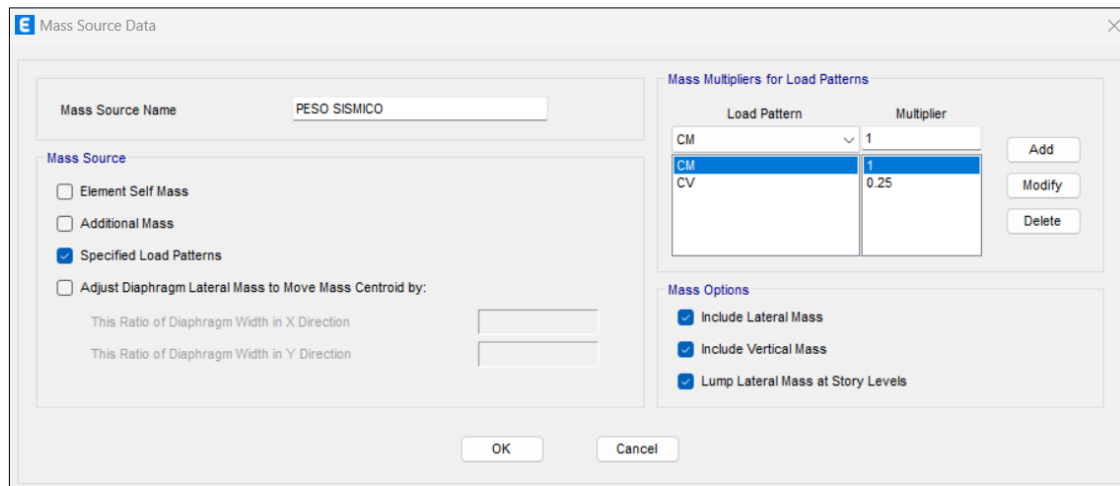 E Mass Source Data
Mass Source Name PESO SISMICO
Mass Source
Element Self Mass
Additional Mass
Specified Load Patterns
Adjust Diaphragm Lateral Mass to Move Mass Centroid by:
This Ratio of Diaphragm Width in X Direction
This Ratio of Diaphragm Width in Y Direction
Mass Multipliers for Load Patterns
Load Pattern Multiplier
CM 1
CM 1
CV 0.25
Add
Modify
Delete
Mass Options
Include Lateral Mass
Include Vertical Mass
Lump Lateral Mass at Story Levels
OK Cancel